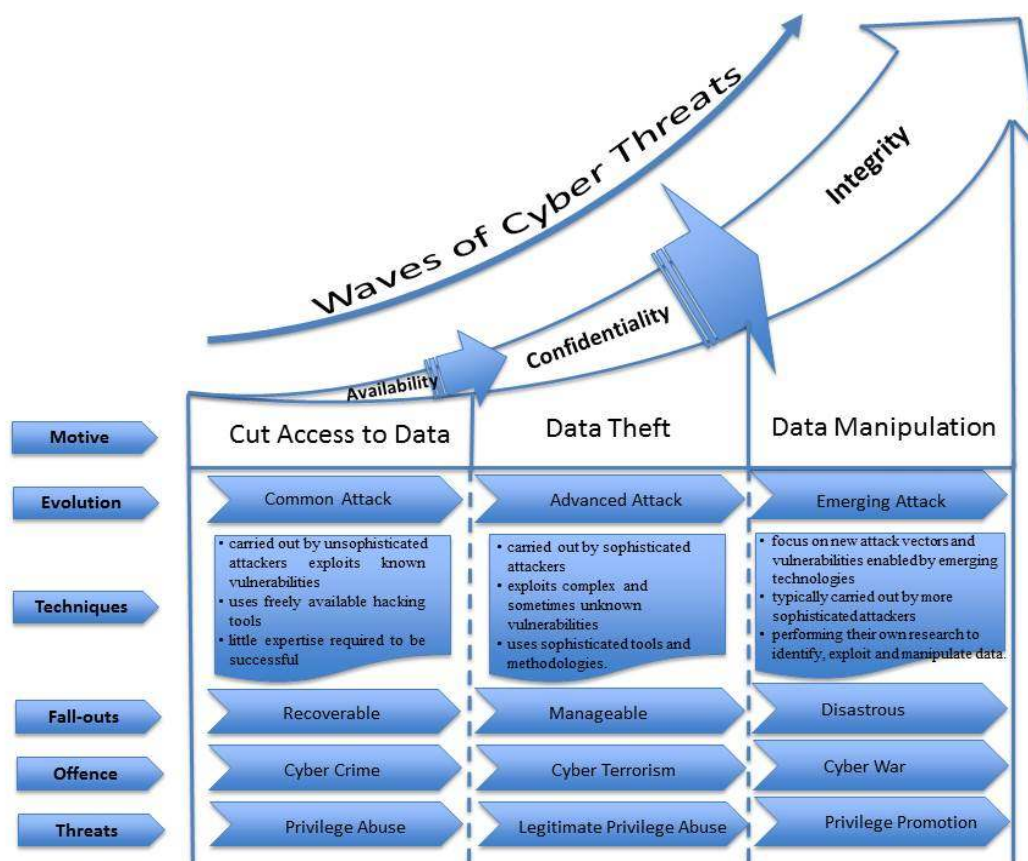 Waves of Cyber Threats
Integrity
Confidentiality
Availability
Motive
Cut Access to Data
Data Theft
Data Manipulation
Evolution
Common Attack
Advanced Attack
Emerging Attack
Techniques
• carried out by unsophisticated
attackers exploits known
vulnerabilities
• uses freely available hacking
tools
• little expertise required to be
successful
• carried out by sophisticated
attackers
• exploits complex and
sometimes unknown
vulnerabilities
• uses sophisticated tools and
methodologies.
• focus on new attack vectors and
vulnerabilities enabled by emerging
technologies
• typically carried out by more
sophisticated attackers
• performing their own research to
identify, exploit and manipulate data.
Fall-outs
Recoverable
Manageable
Disastrous
Offence
Cyber Crime
Cyber Terrorism
Cyber War
Threats
Privilege Abuse
Legitimate Privilege Abuse
Privilege Promotion